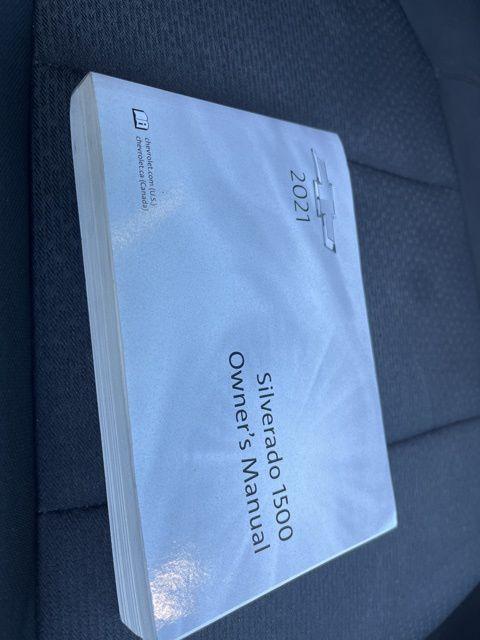 2021
Silverado 1500
Owner's Manual
chevrolet.com (U.S.)
chevrolet.ca (Canada)